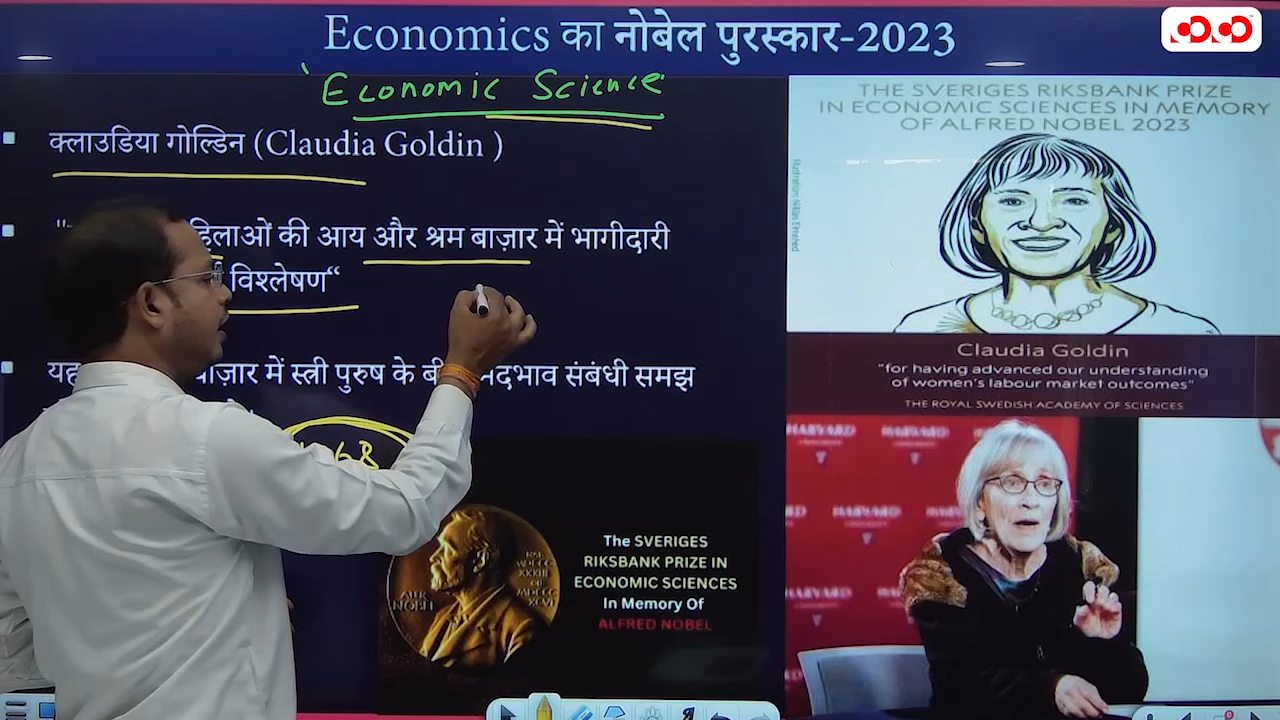 Economics का नोबेल पुरस्कार-2023
Economic Science
क्लाउडिया गोल्डिन (Claudia Goldin )
की आय और श्रम बाज़ार में भागीदारी
विश्लेषण“
में स्त्री पुरुष के संबंधी समझ
68
THE SVERIGES RIKSBANK PRIZE
IN ECONOMIC SCIENCES IN MEMORY
OF ALFRED NOBEL 2023
Claudia Goldin
“for having advanced our understanding
of women’s labour market outcomes”
THE ROYAL SWEDISH ACADEMY OF SCIENCES
HARVARD HARVARD
HARVARD
The SVERIGES
RIKSBANK PRIZE IN
ECONOMIC SCIENCES
In Memory Of
ALFRED NOBEL